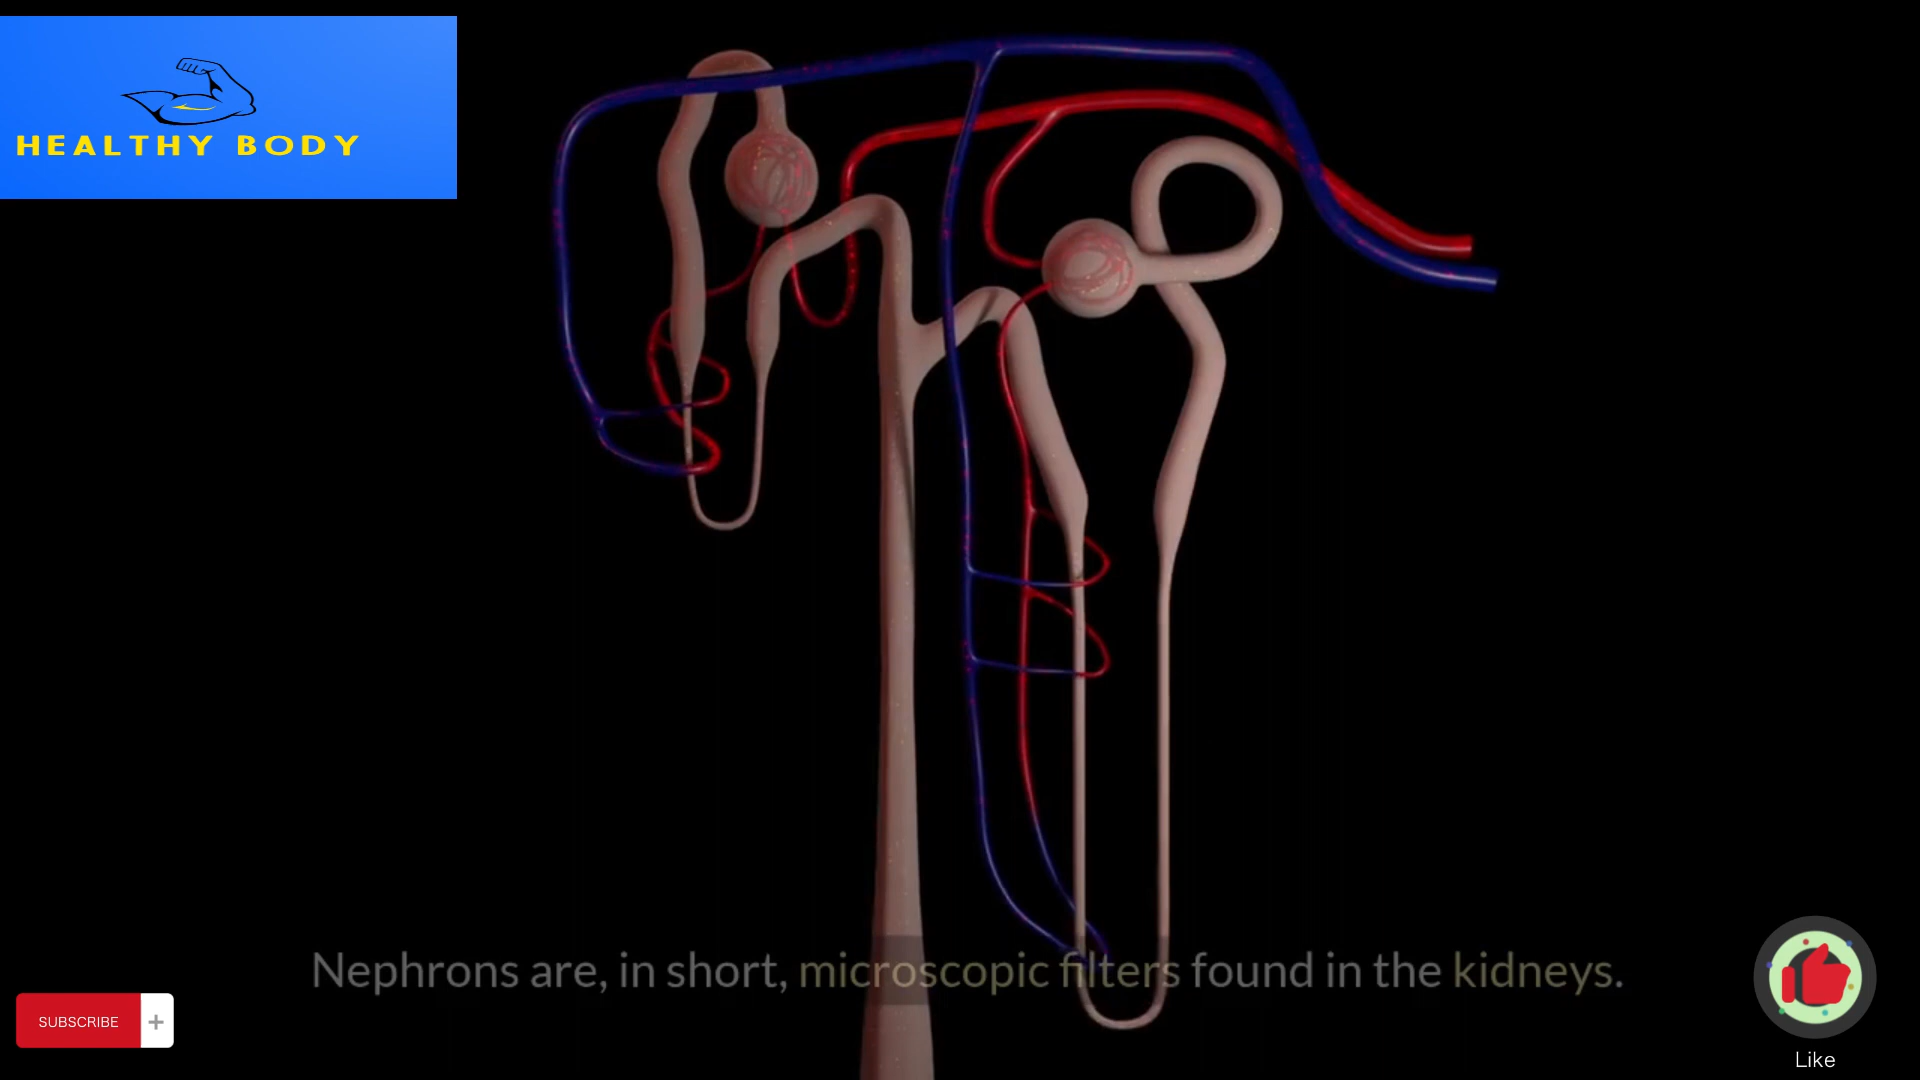 HEALTHY BODY
Nephrons are, in short, microscopic filters found in the kidneys.
SUBSCRIBE +
Like